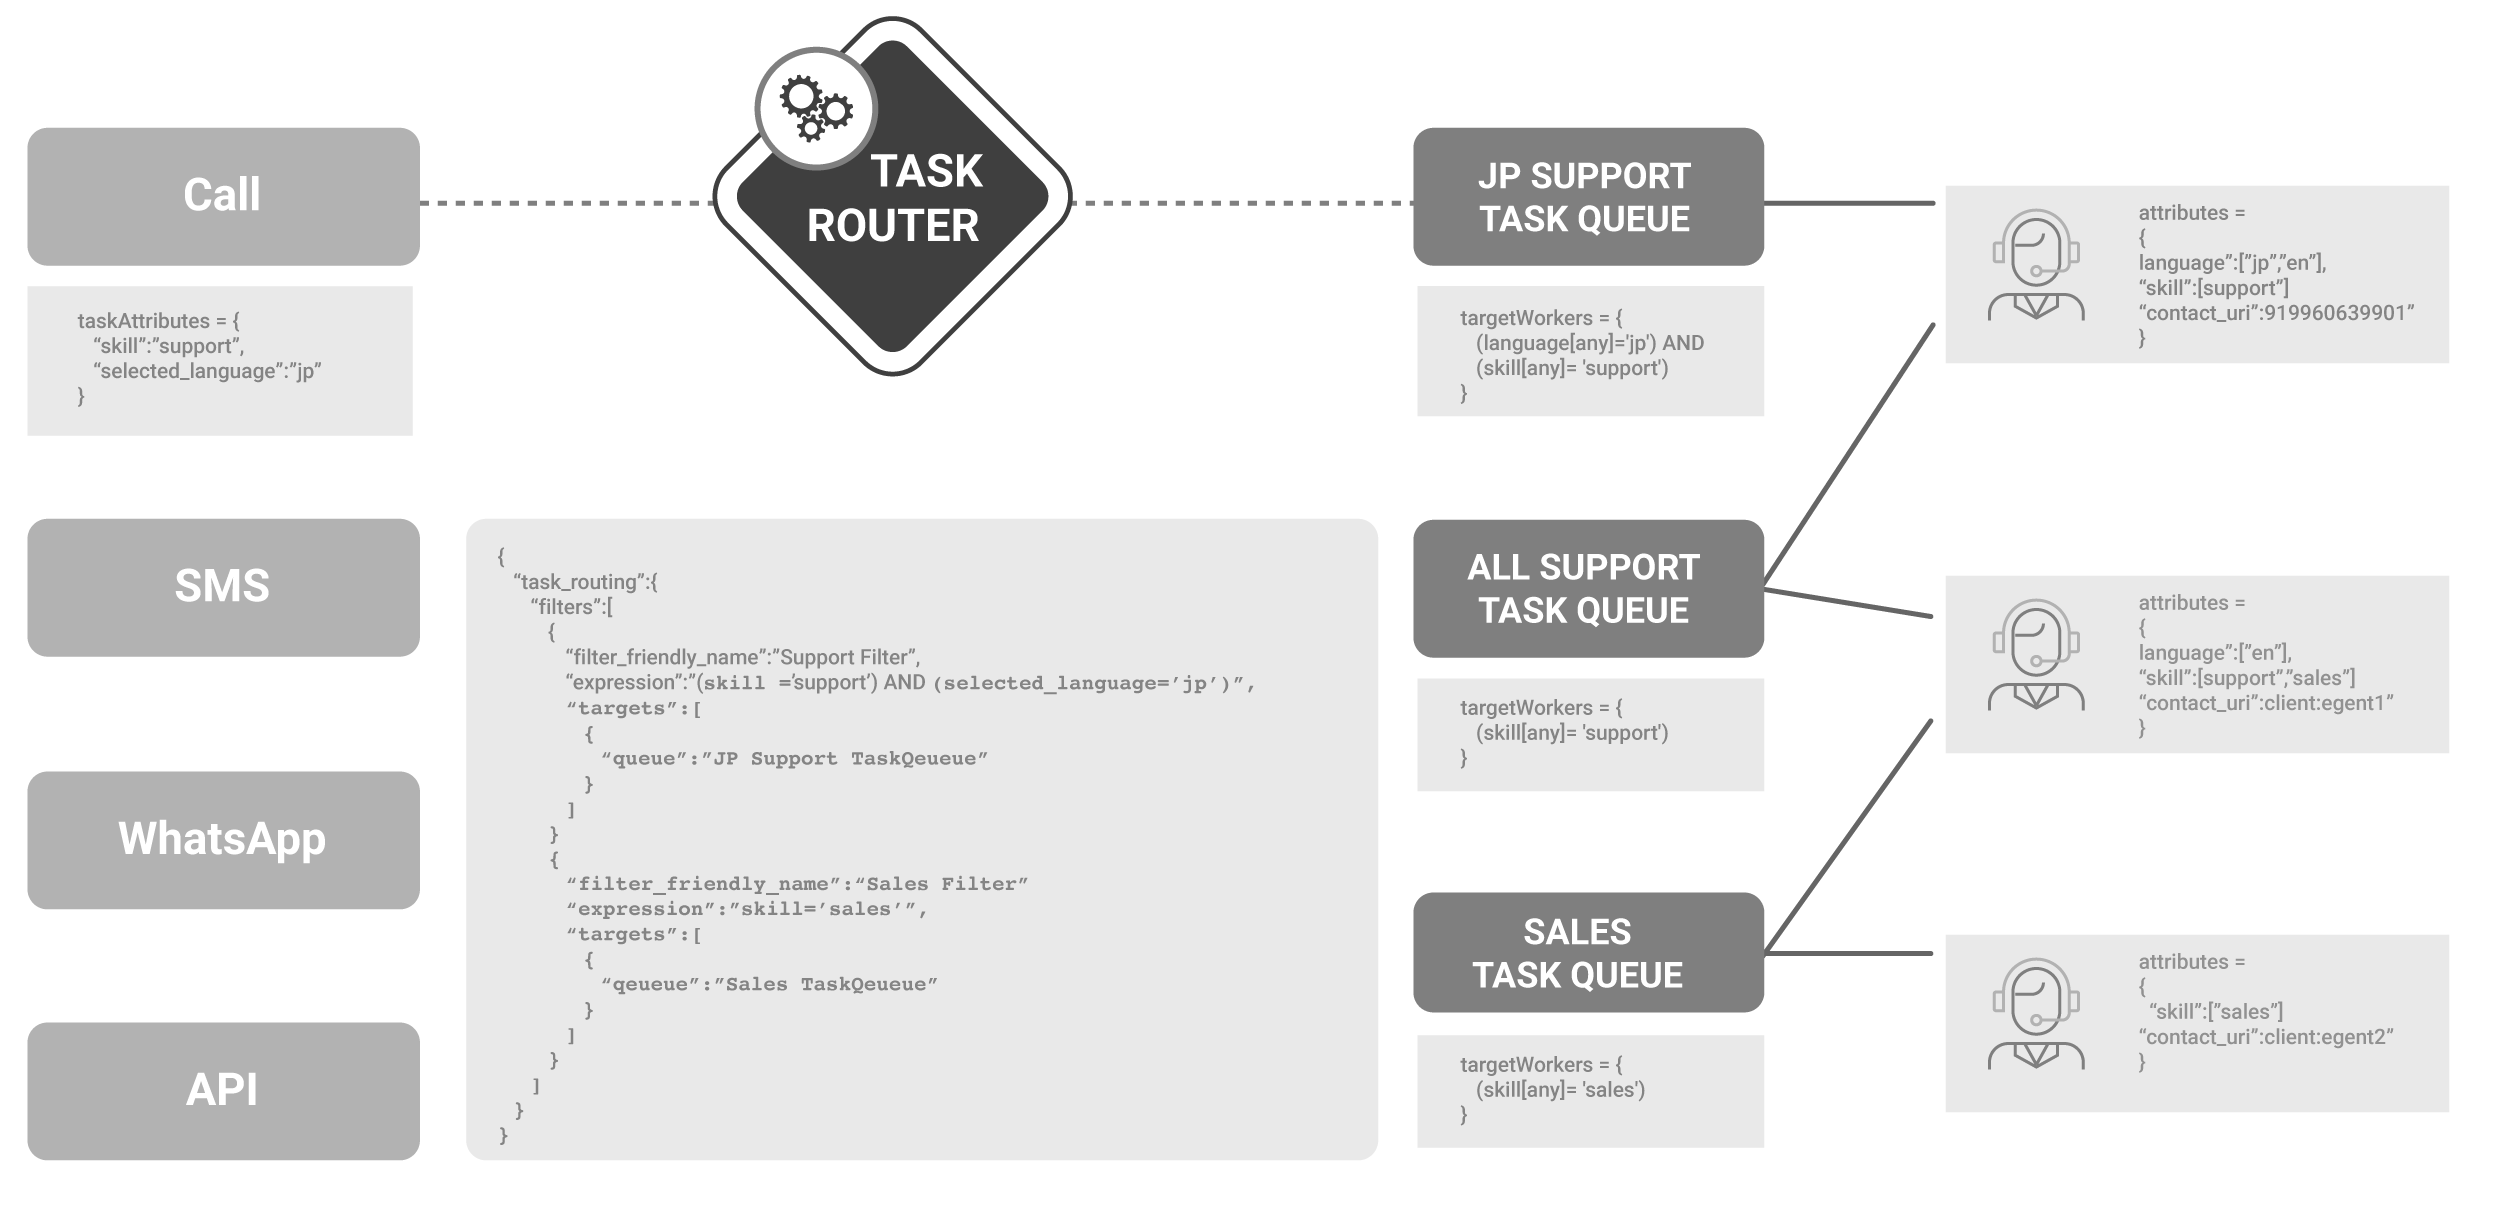 Call
taskAttributes = {
“skill”:”support”,
“selected_language”:”jp”
}
SMS
WhatsApp
API
TASK
ROUTER
{
“task_routing”:{
“filters”:[
{
“filter_friendly_name”:”Support Filter”,
“expression”:”(skill =’support’) AND (selected_language=’jp’)”,
“targets”:[
{
“queue”:”JP Support TaskQeueue”
}
]
}
{
“filter_friendly_name”:“Sales Filter”
“expression”:”skill=’sales’”,
“targets”:[
{
“qeueue”:”Sales TaskQeueue”
}
]
}
]
}
}
JP SUPPORT
TASK QUEUE
targetWorkers = {
(language[any]='jp') AND
(skill[any]= 'support')
}
ALL SUPPORT
TASK QUEUE
targetWorkers = {
(skill[any]= 'support')
}
SALES
TASK QUEUE
targetWorkers = {
(skill[any]= 'sales')
}
attributes =
{
language”:[”jp”,”en”],
“skill”:[support”]
“contact_uri”:919960639901”
}
attributes =
{
language”:[”en”],
“skill”:[support”,”sales”]
“contact_uri”:client:egent1”
}
attributes =
{
“skill”:[”sales”]
“contact_uri”:client:egent2”
}